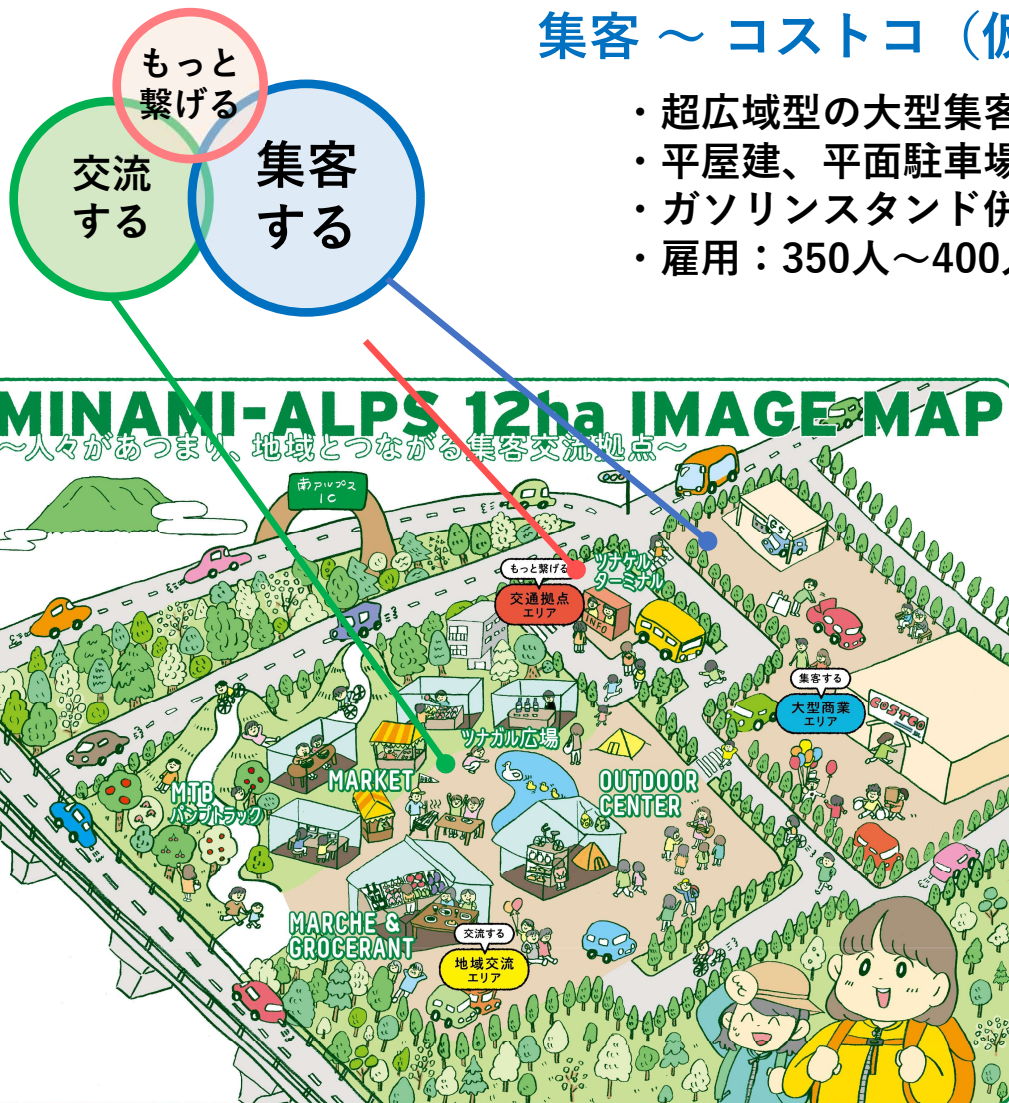 集客 ～ コストコ（仮
・超広域型の大型集客
・平屋建、平面駐車場
・ガソリンスタンド併
・雇用：350人～400人
もっと
繋げる
交流
する
集客
する
MINAMI-ALPS 12ha IMAGE MAP
～人々があつまり、地域とつながる集客交流拠点～
南アルプス
IC
もっと繋げる
交通拠点
エリア
ツナゲル
ターミナル
INFO
GS
集客する
大型商業
エリア
COSTCO
ツナガル広場
MARKET
OUTDOOR
CENTER
MTB
パンプトラック
MARCHE &
GROCERANT
交流する
地域交流
エリア